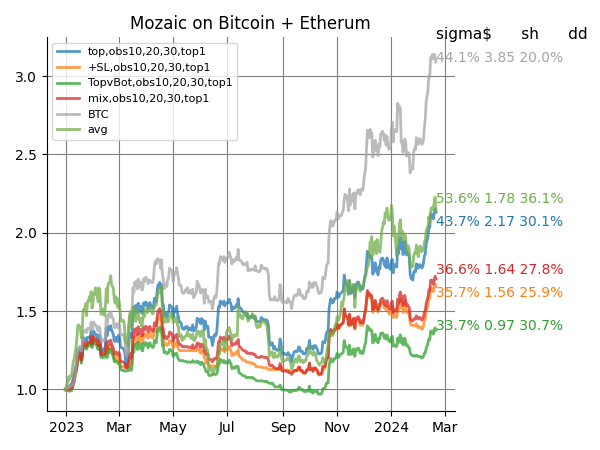 Mozaic on Bitcoin + Etherum
sigma$ sh dd
top,obs10,20,30,top1
+SL,obs10,20,30,top1
TopvBot,obs10,20,30,top1
mix,obs10,20,30,top1
BTC
avg
44.1% 3.85 20.0%
53.6% 1.78 36.1%
43.7% 2.17 30.1%
36.6% 1.64 27.8%
35.7% 1.56 25.9%
33.7% 0.97 30.7%
3.0
2.5
2.0
1.5
1.0
2023 Mar May Jul Sep Nov 2024 Mar